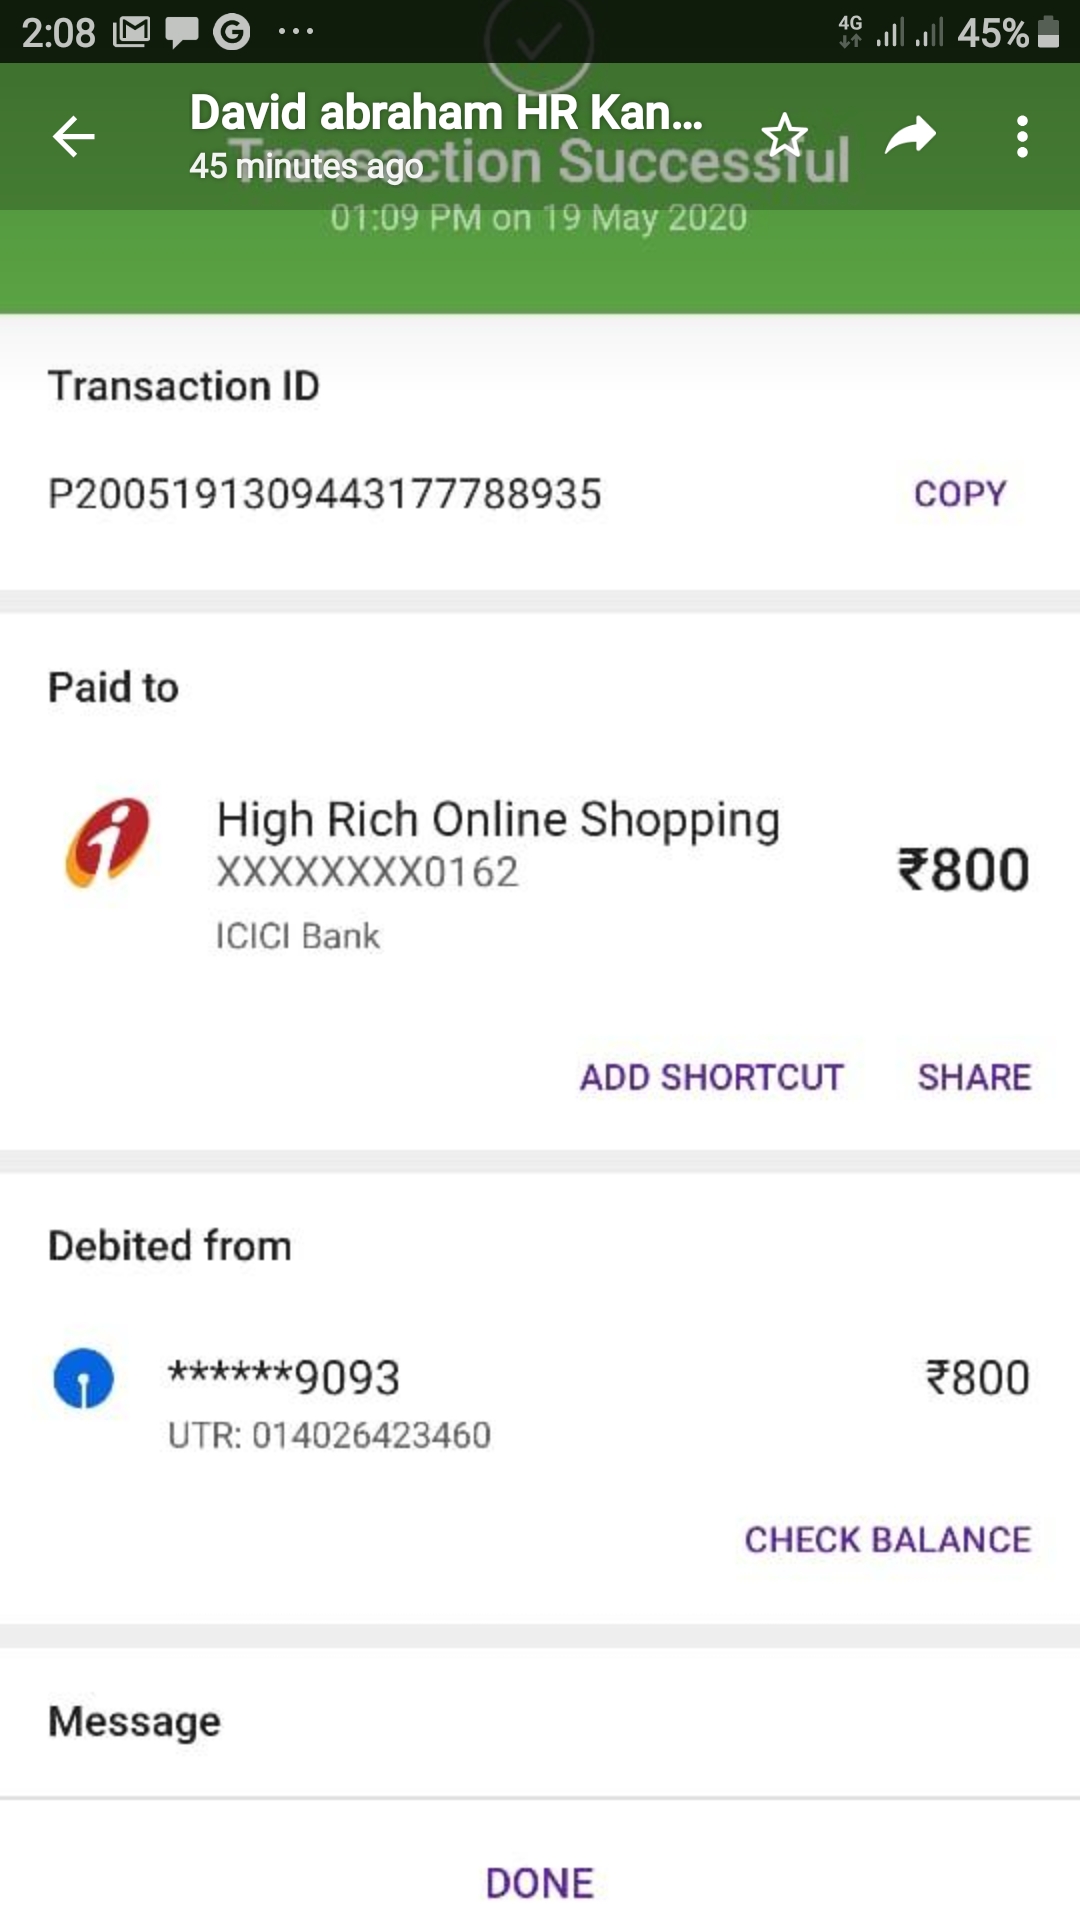 2:08
4G
45%
David abraham HR Kan...
45 minutes ago
Transaction Successful
01:09 PM on 19 May 2020
Transaction ID
P2005191309443177788935
COPY
Paid to
High Rich Online Shopping
XXXXXXXX0162
₹800
ICICI Bank
ADD SHORTCUT
SHARE
Debited from
******9093
₹800
UTR: 014026423460
CHECK BALANCE
Message
DONE